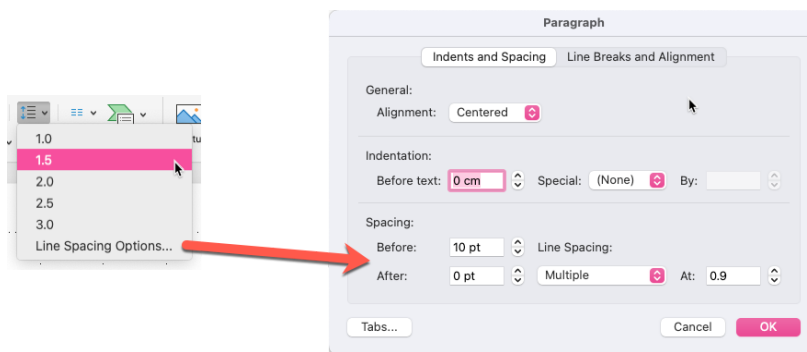 1.0
1.5
2.0
2.5
3.0
Line Spacing Options...
tu
Paragraph
Indents and Spacing Line Breaks and Alignment
General:
Alignment: Centered
Indentation:
Before text: 0 cm Special: (None) By:
Spacing:
Before: 10 pt Line Spacing:
After: 0 pt Multiple At: 0.9
Tabs... Cancel OK